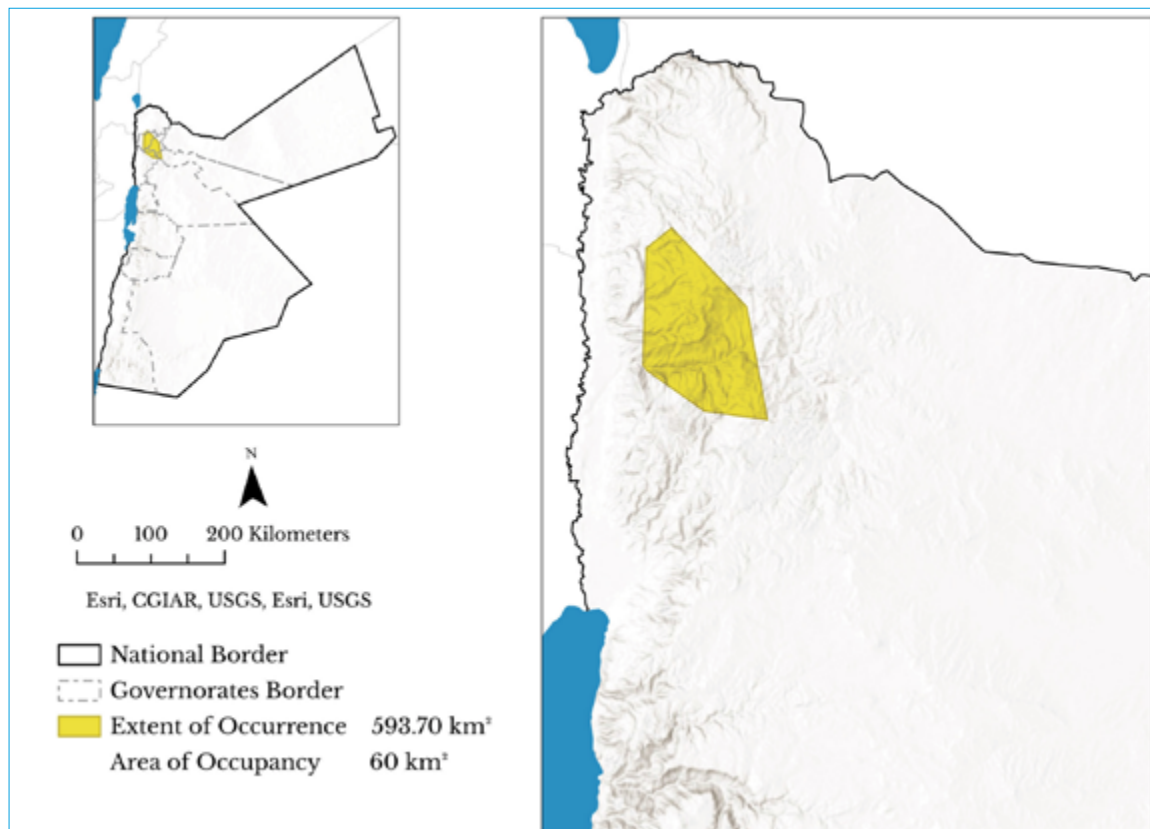 N
0 100 200 Kilometers
Esri, CGIAR, USGS, Esri, USGS
National Border
Governorates Border
Extent of Occurrence 593.70 km²
Area of Occupancy 60 km²